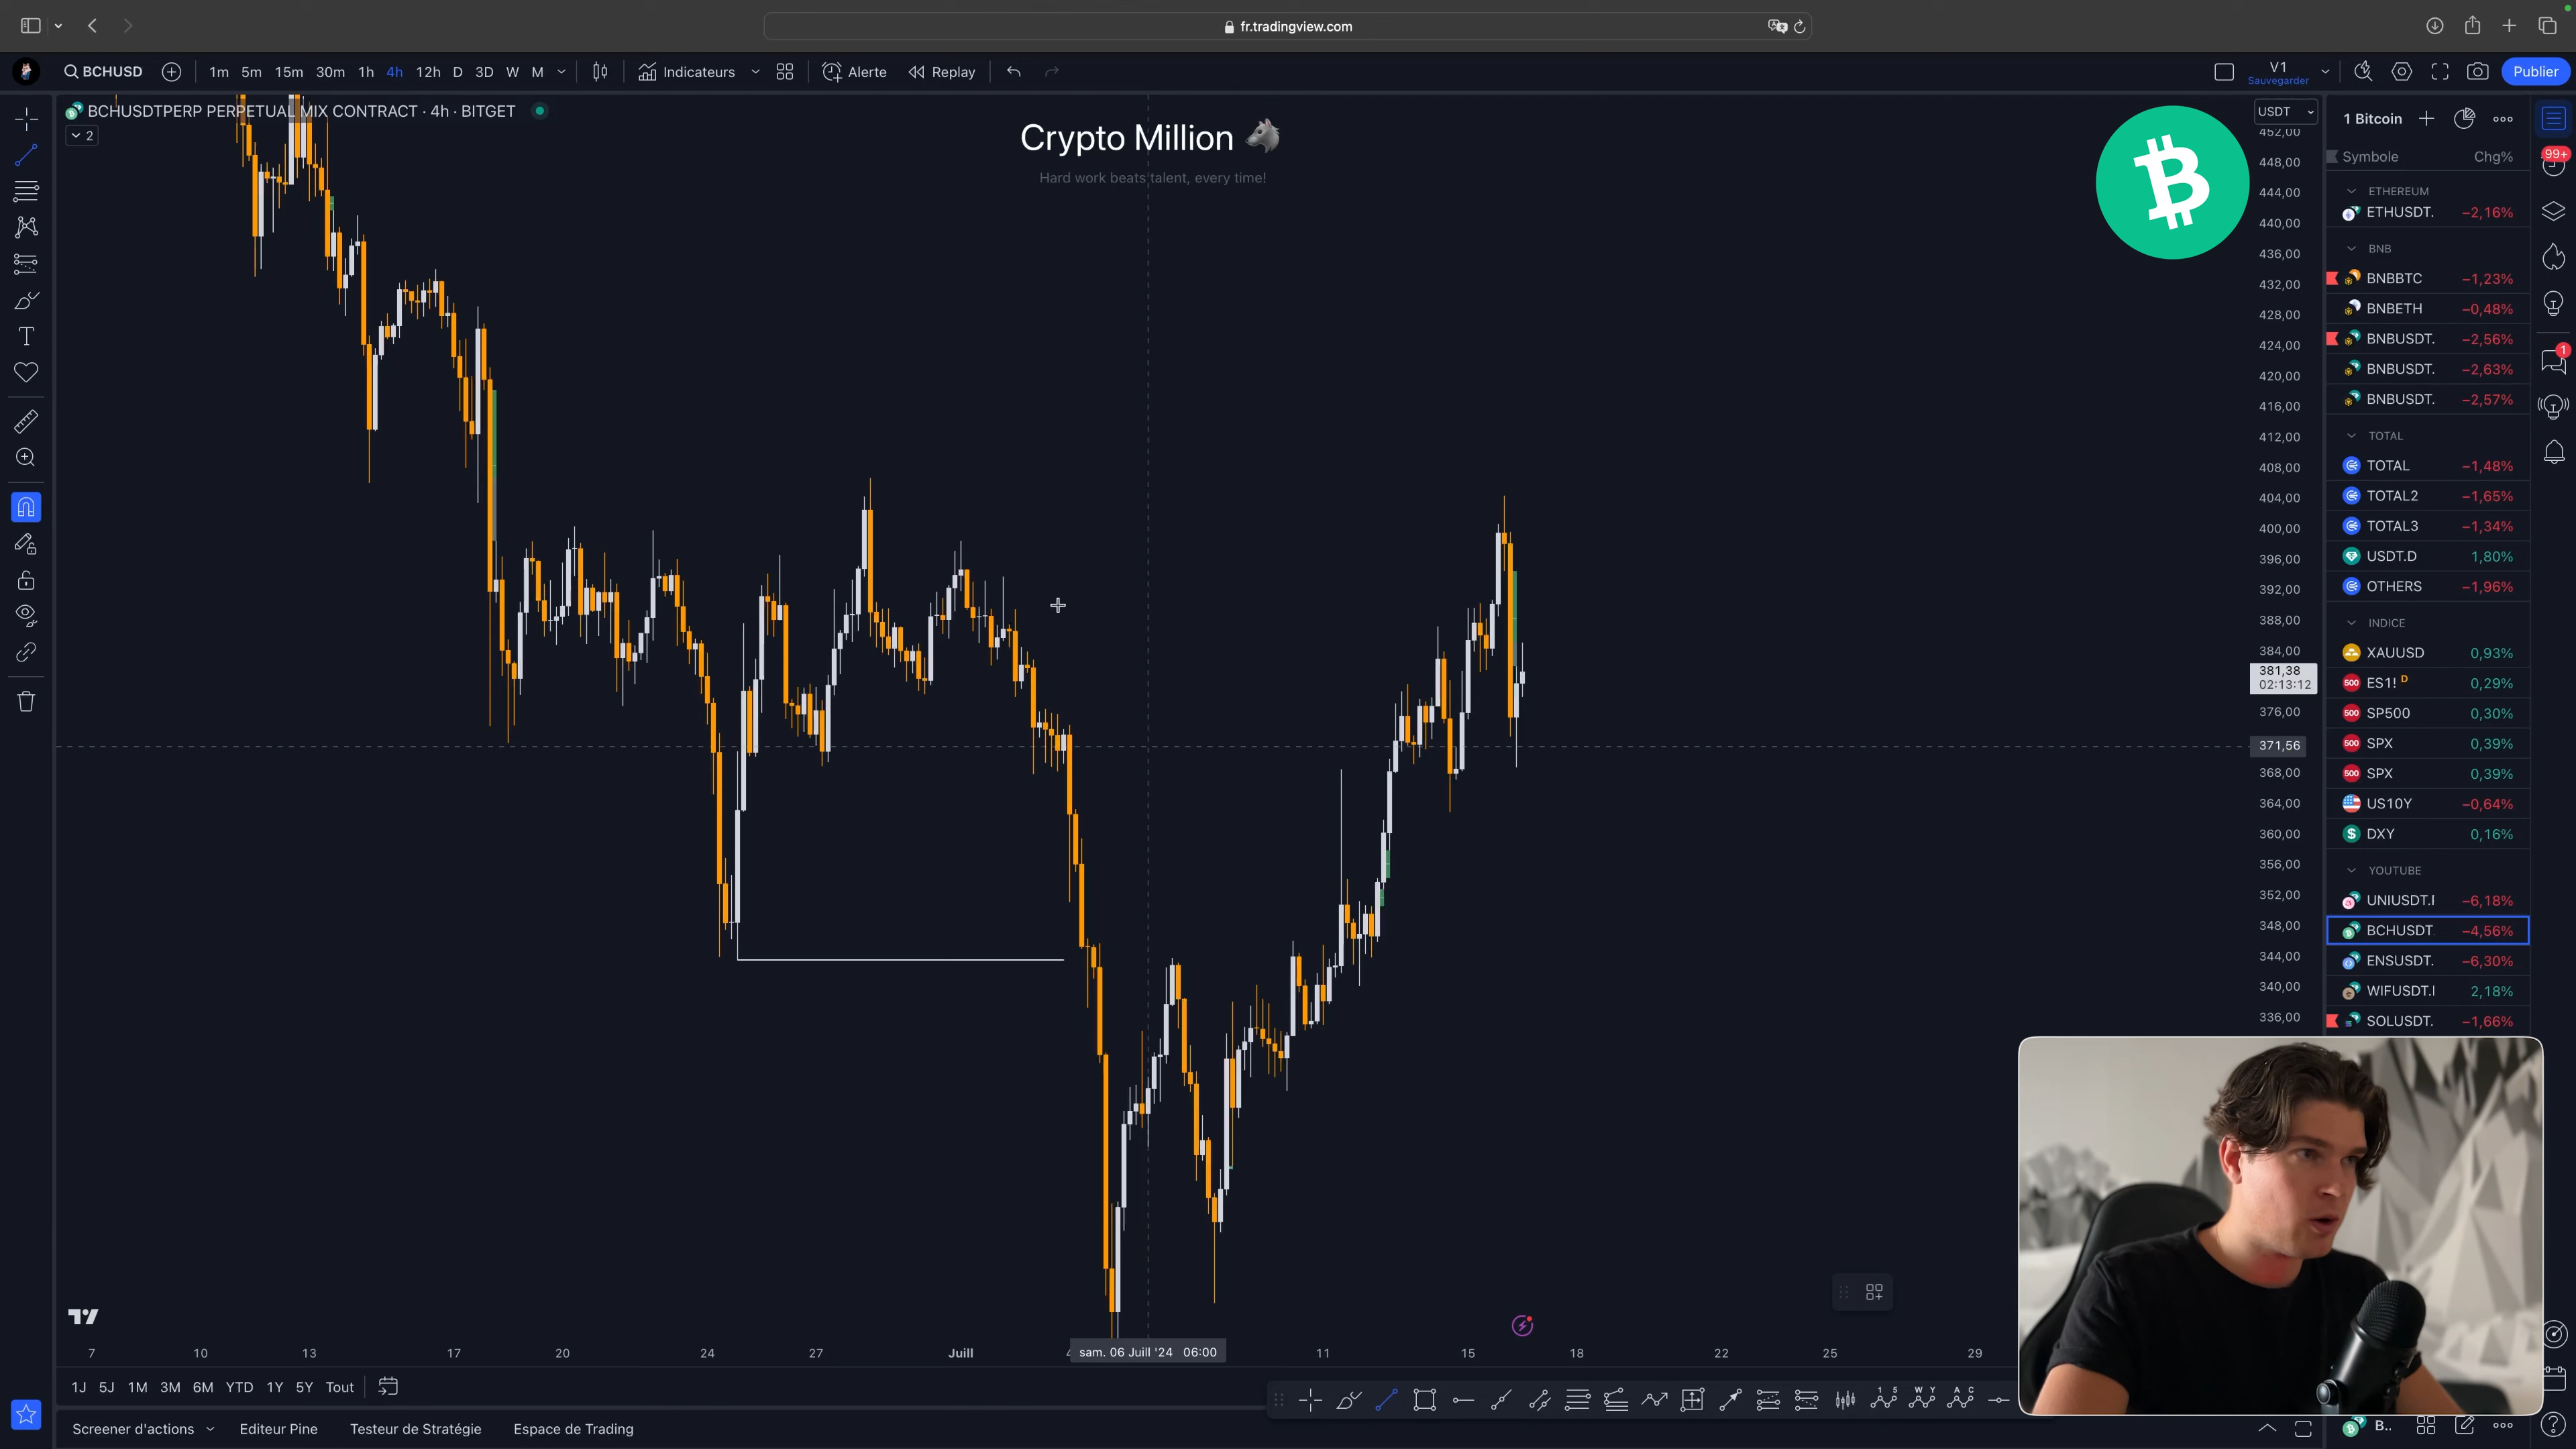 fr.tradingview.com
BCHUSD 1m 5m 15m 30m 1h 4h 12h D 3D W M Indicateurs Alerte Replay V1 Sauvegarder Publier
BCHUSDTPERP PERPETUAL MIX CONTRACT · 4h · BITGET
2
Crypto Million
Hard work beats talent, every time!
USDT
452,00
448,00
444,00
440,00
436,00
432,00
428,00
424,00
420,00
416,00
412,00
408,00
404,00
400,00
396,00
392,00
388,00
384,00
381,38
02:13:12
376,00
371,56
368,00
364,00
360,00
356,00
352,00
348,00
344,00
340,00
336,00
1 Bitcoin
Symbole Chg%
ETHEREUM
ETHUSDT. −2,16%
BNB
BNBBTC −1,23%
BNBETH −0,48%
BNBUSDT. −2,56%
BNBUSDT. −2,63%
BNBUSDT. −2,57%
TOTAL
TOTAL −1,48%
TOTAL2 −1,65%
TOTAL3 −1,34%
USDT.D 1,80%
OTHERS −1,96%
INDICE
XAUUSD 0,93%
500 ES1! D 0,29%
500 SP500 0,30%
500 SPX 0,39%
500 SPX 0,39%
US10Y −0,64%
DXY 0,16%
YOUTUBE
UNIUSDT. −6,18%
BCHUSDT −4,56%
ENSUSDT. −6,30%
WIFUSDT. 2,18%
SOLUSDT. −1,66%
99+
1
7 10 13 17 20 24 27 Juill sam. 06 Juill '24 06:00 11 15 18 22 25 29
1J 5J 1M 3M 6M YTD 1Y 5Y Tout
Screener d'actions Editeur Pine Testeur de Stratégie Espace de Trading
B..